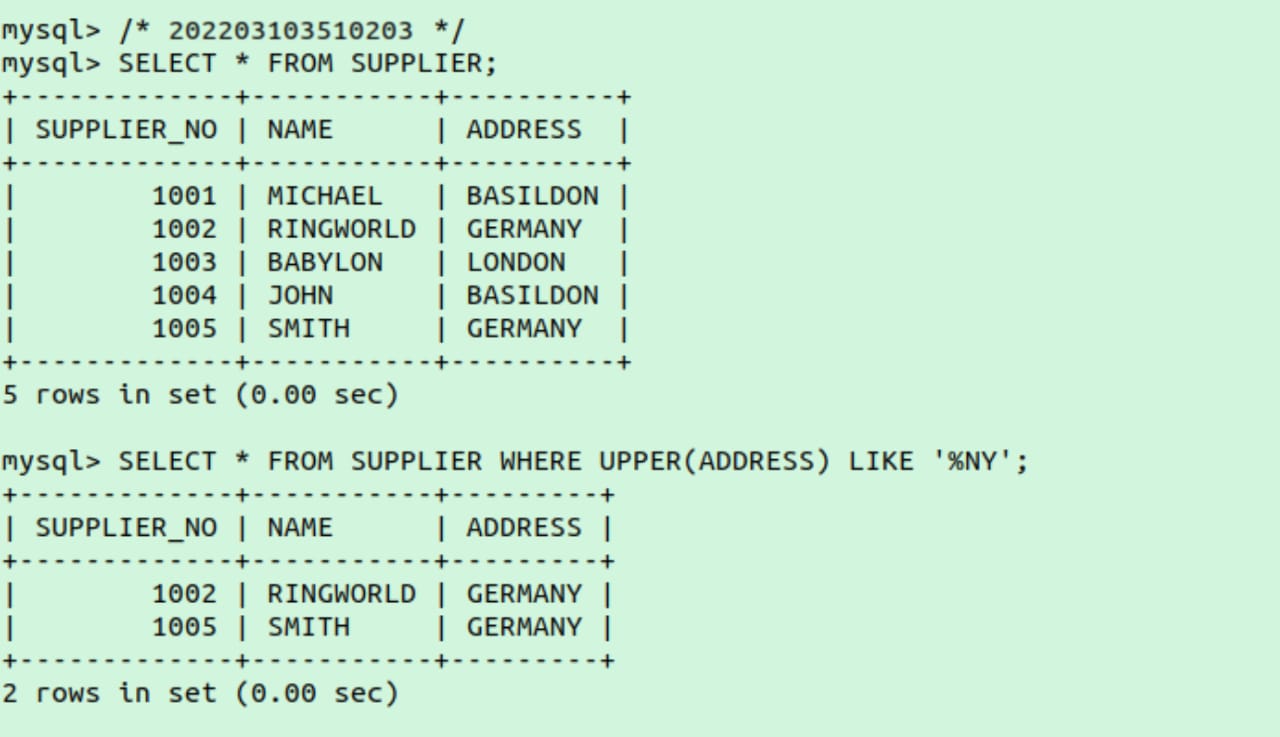 mysql> /* 202203103510203 */
mysql> SELECT * FROM SUPPLIER;
+-------------+-----------+----------+
| SUPPLIER_NO | NAME      | ADDRESS  |
+-------------+-----------+----------+
|        1001 | MICHAEL   | BASILDON |
|        1002 | RINGWORLD | GERMANY  |
|        1003 | BABYLON   | LONDON   |
|        1004 | JOHN      | BASILDON |
|        1005 | SMITH     | GERMANY  |
+-------------+-----------+----------+
5 rows in set (0.00 sec)

mysql> SELECT * FROM SUPPLIER WHERE UPPER(ADDRESS) LIKE '%NY';
+-------------+-----------+---------+
| SUPPLIER_NO | NAME      | ADDRESS |
+-------------+-----------+---------+
|        1002 | RINGWORLD | GERMANY |
|        1005 | SMITH     | GERMANY |
+-------------+-----------+---------+
2 rows in set (0.00 sec)